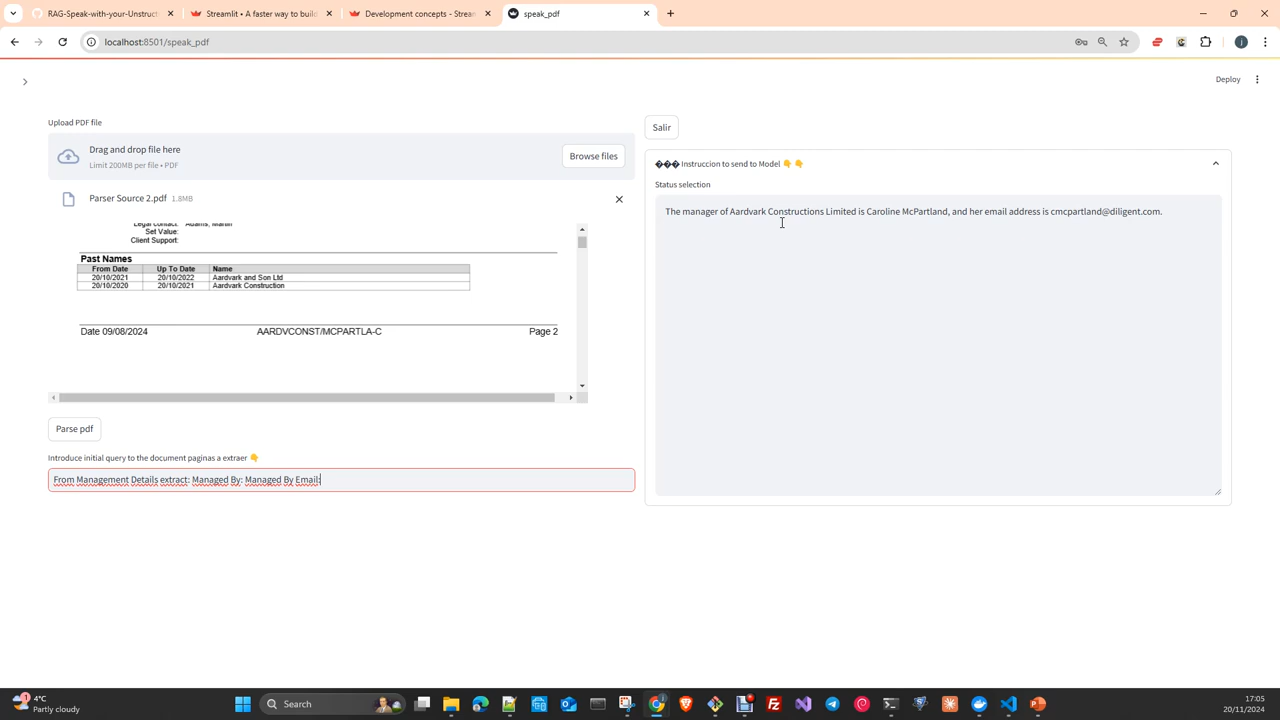 RAG-Speak-with-your-Unstruct
Streamlit • A faster way to build
Development concepts - Stream
speak_pdf
localhost:8501/speak_pdf
Deploy
Upload PDF file
Drag and drop file here
Limit 200MB per file • PDF
Browse files
Parser Source 2.pdf 1.8MB
Legal Contact: Adams, Martin
Set Value:
Client Support:
Past Names
From Date Up To Date Name
20/10/2021 20/10/2022 Aardvark and Son Ltd
20/10/2020 20/10/2021 Aardvark Construction
Date 09/08/2024 AARDVCONST/MCPARTLA-C Page 2
Parse pdf
Introduce initial query to the document paginas a extraer 👇
From Management Details extract: Managed By: Managed By Email:
Salir
��� Instruccion to send to Model 👇 👇
Status selection
The manager of Aardvark Constructions Limited is Caroline McPartland, and her email address is cmcpartland@diligent.com.
4°C
Partly cloudy
Search
17:05
20/11/2024